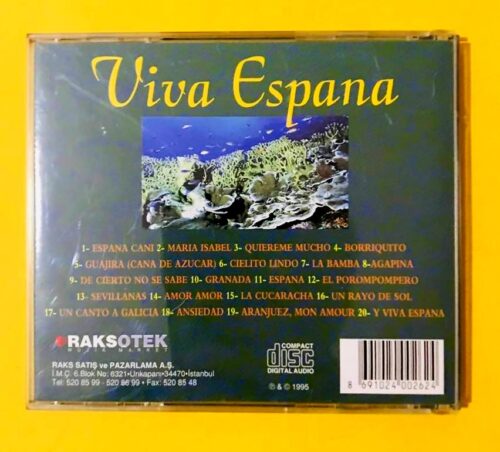 Viva Espana
1- ESPANA CANI 2- MARIA ISABEL 3- QUIEREME MUCHO 4- BORRIQUITO
5- GUAJIRA (CANA DE AZUCAR) 6- CIELITO LINDO 7- LA BAMBA 8-AGAPINA
9- DE CIERTO NO SE SABE 10- GRANADA 11- ESPANA 12- EL POROMPOMPERO
13- SEVILLANAS 14- AMOR AMOR 15- LA CUCARACHA 16- UN RAYO DE SOL
17- UN CANTO A GALICIA 18- ANSIEDAD 19- ARANJUEZ, MON AMOUR 20- Y VIVA ESPANA
RAKSOTEK
MÜZİK MARKET
RAKS SATIŞ ve PAZARLAMA A.Ş.
İ.M.Ç. 6.Blok No: 6321•Unkapanı•34470•İstanbul
Tel: 520 85 99 - 520 86 99 • Fax: 520 85 48
COMPACT
disc
DIGITAL AUDIO
℗ & © 1995
8 691024 002624